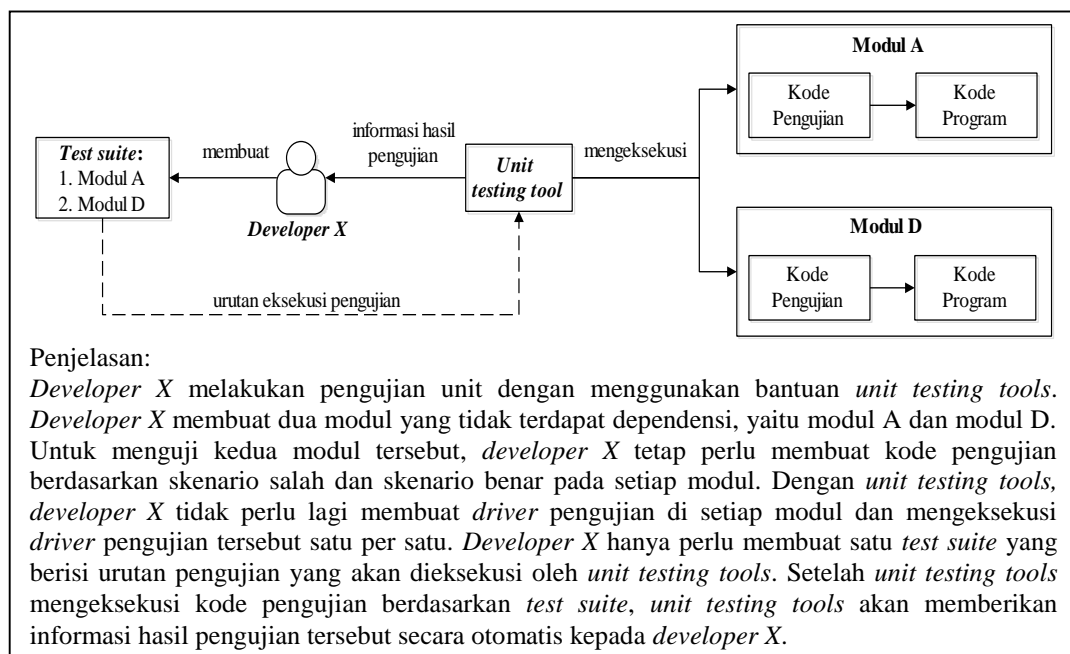 Modul A
Kode
Pengujian
Kode
Program
informasi hasil
pengujian
membuat
mengeksekusi
Test suite:
1. Modul A
2. Modul D
Unit
testing tool
Developer X
Modul D
Kode
Pengujian
Kode
Program
urutan eksekusi pengujian
Penjelasan:
Developer X melakukan pengujian unit dengan menggunakan bantuan unit testing tools.
Developer X membuat dua modul yang tidak terdapat dependensi, yaitu modul A dan modul D.
Untuk menguji kedua modul tersebut, developer X tetap perlu membuat kode pengujian
berdasarkan skenario salah dan skenario benar pada setiap modul. Dengan unit testing tools,
developer X tidak perlu lagi membuat driver pengujian di setiap modul dan mengeksekusi
driver pengujian tersebut satu per satu. Developer X hanya perlu membuat satu test suite yang
berisi urutan pengujian yang akan dieksekusi oleh unit testing tools. Setelah unit testing tools
mengeksekusi kode pengujian berdasarkan test suite, unit testing tools akan memberikan
informasi hasil pengujian tersebut secara otomatis kepada developer X.